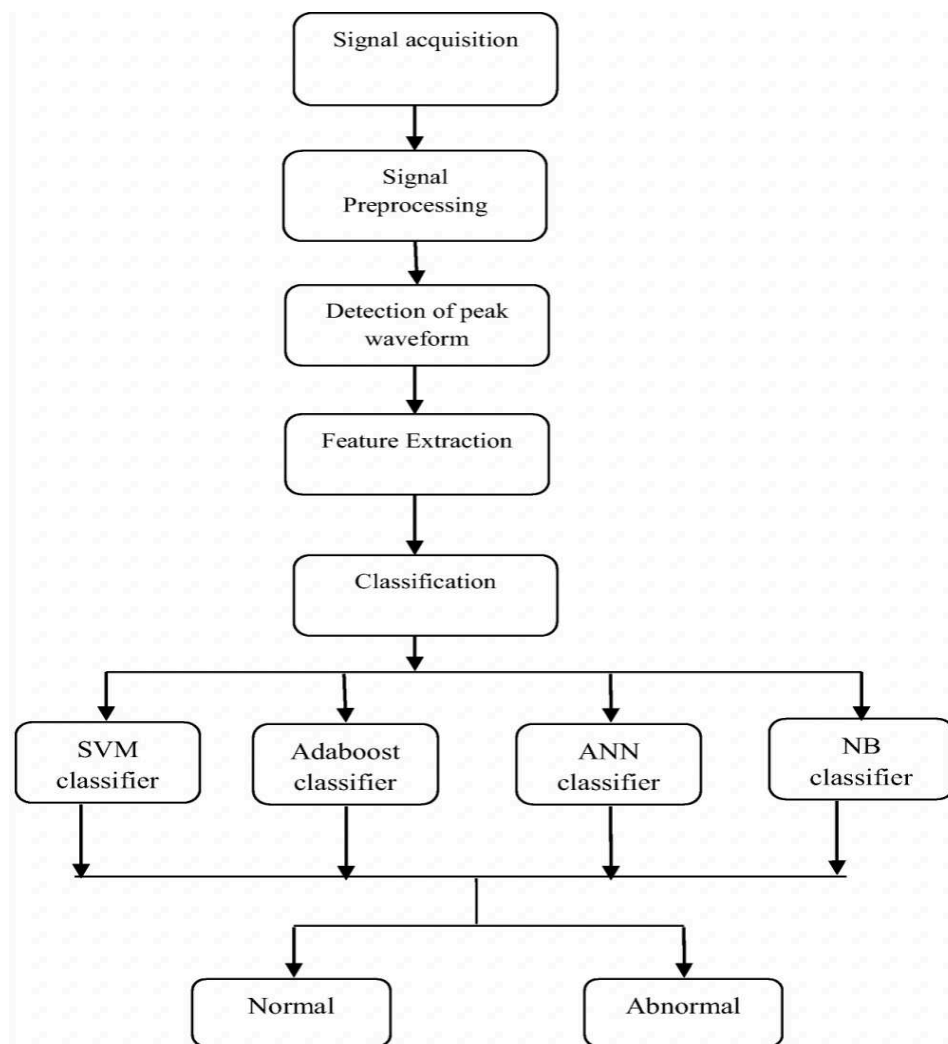 Signal acquisition
Signal
Preprocessing
Detection of peak
waveform
Feature Extraction
Classification
SVM
classifier
Adaboost
classifier
ANN
classifier
NB
classifier
Normal
Abnormal